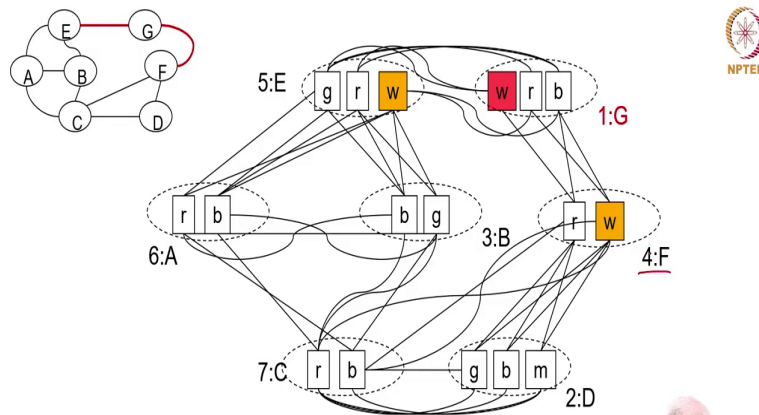 E G
F
A B
C D
NPTEL
5:E g r w w r b
1:G
r b b g r w
6:A 3:B 4:F
7:C r b g b m
2:D